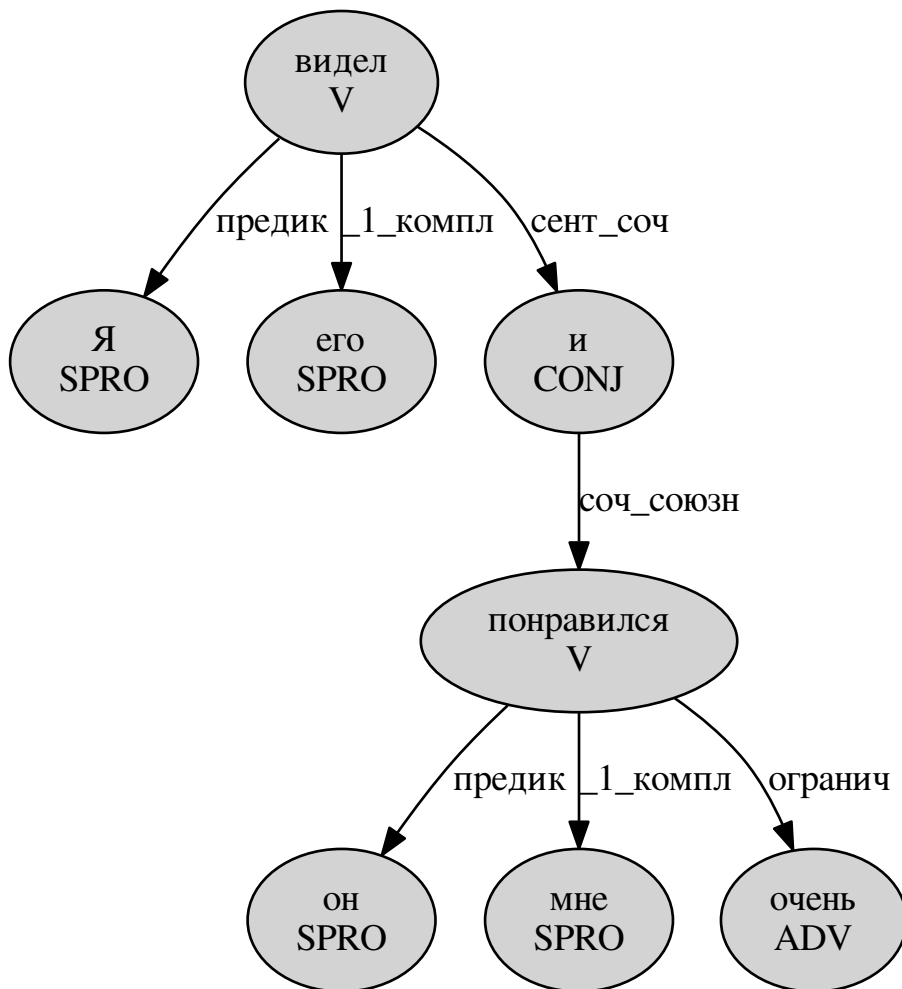 видел
V
предик
_1_компл
сент_соч
Я
SPRO
его
SPRO
и
CONJ
соч_союзн
понравился
V
предик
_1_компл
огранич
он
SPRO
мне
SPRO
очень
ADV